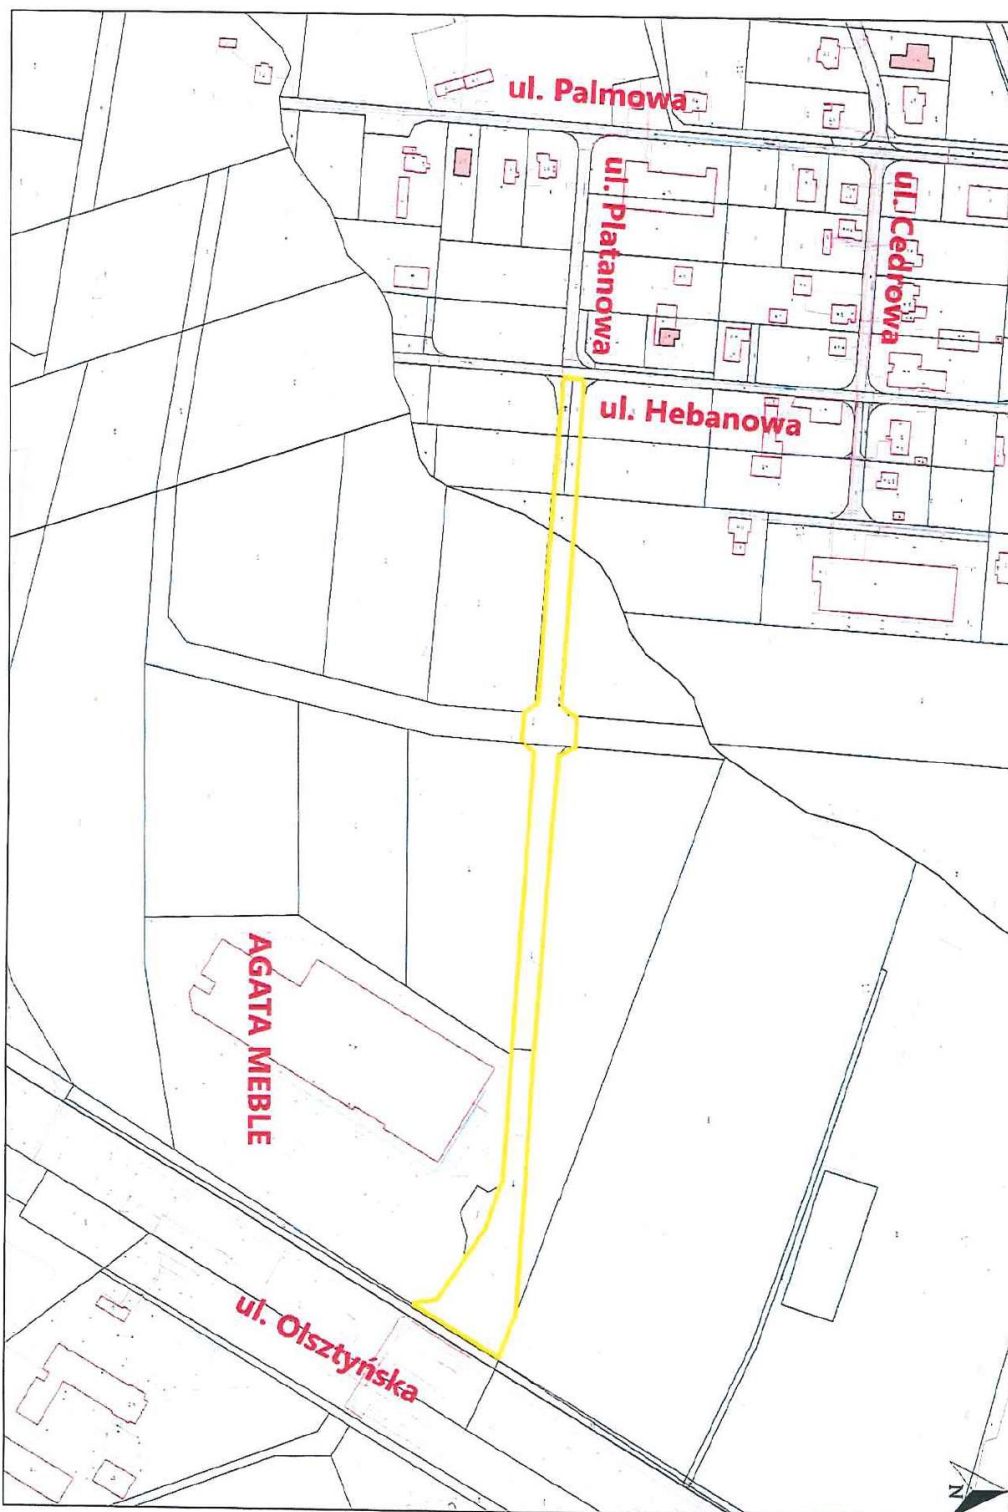 ul. Palmowa
ul. Platanowa
ul. Cedrowa
ul. Hebanowa
AGATA MEBLE
ul. Olsztyńska
N